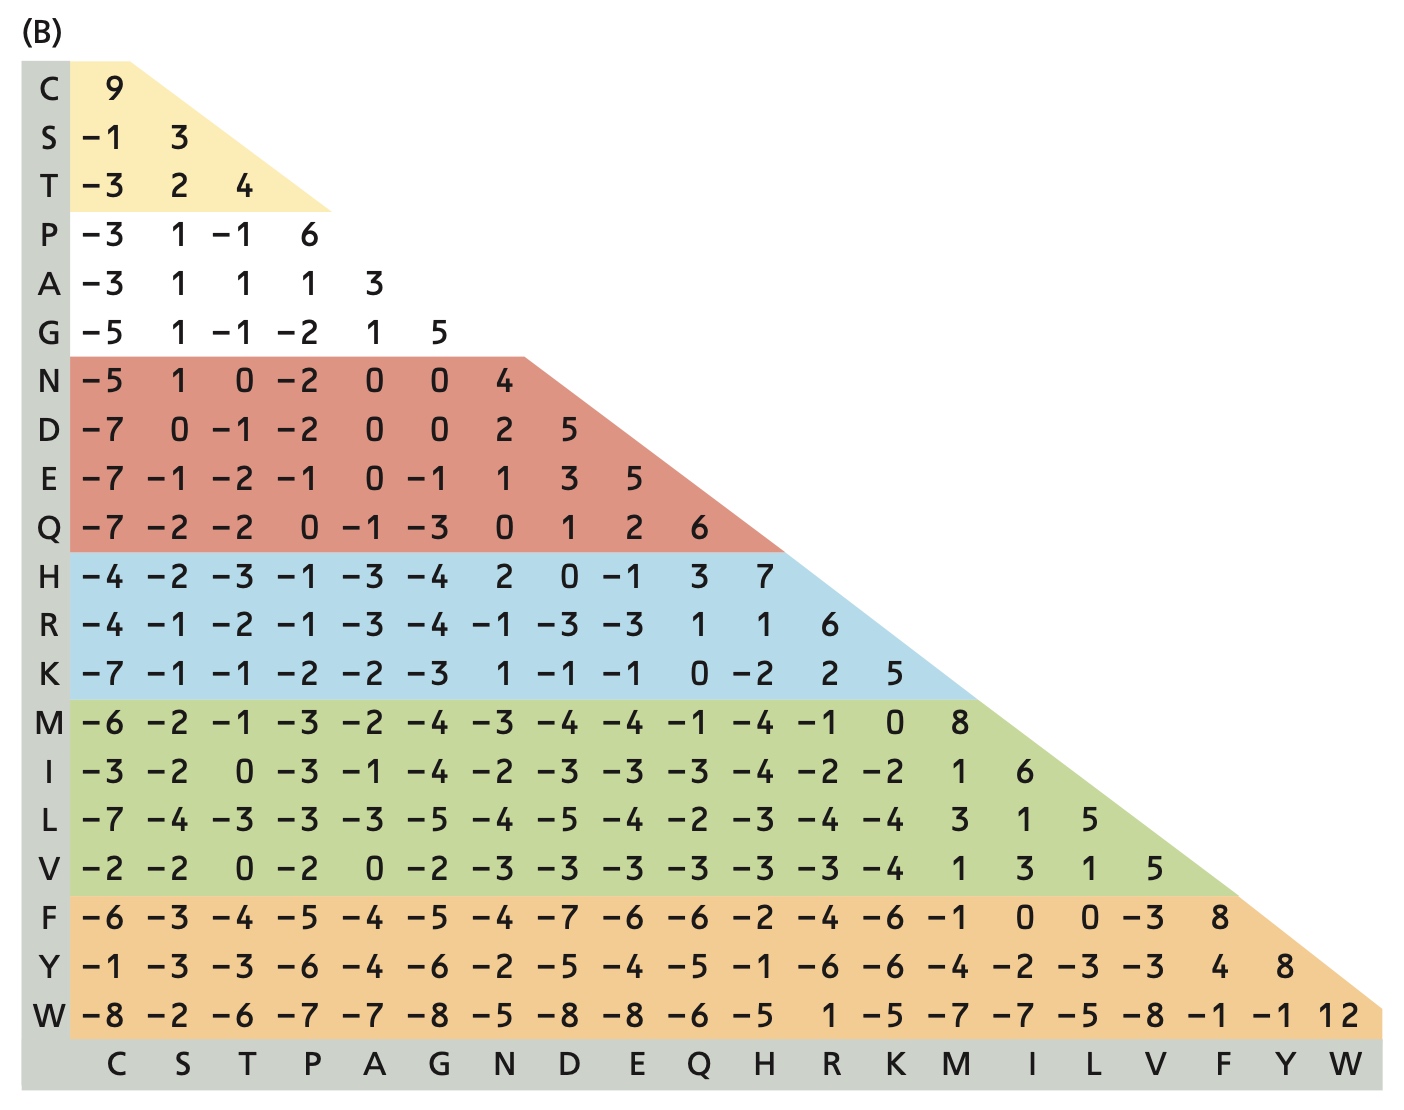 (B)
C 9
S −1 3
T −3 2 4
P −3 1 −1 6
A −3 1 1 1 3
G −5 1 −1 −2 1 5
N −5 1 0 −2 0 0 4
D −7 0 −1 −2 0 0 2 5
E −7 −1 −2 −1 0 −1 1 3 5
Q −7 −2 −2 0 −1 −3 0 1 2 6
H −4 −2 −3 −1 −3 −4 2 0 −1 3 7
R −4 −1 −2 −1 −3 −4 −1 −3 −3 1 1 6
K −7 −1 −1 −2 −2 −3 1 −1 −1 0 −2 2 5
M −6 −2 −1 −3 −2 −4 −3 −4 −4 −1 −4 −1 0 8
I −3 −2 0 −3 −1 −4 −2 −3 −3 −3 −4 −2 −2 1 6
L −7 −4 −3 −3 −3 −5 −4 −5 −4 −2 −3 −4 −4 3 1 5
V −2 −2 0 −2 0 −2 −3 −3 −3 −3 −3 −3 −4 1 3 1 5
F −6 −3 −4 −5 −4 −5 −4 −7 −6 −6 −2 −4 −6 −1 0 0 −3 8
Y −1 −3 −3 −6 −4 −6 −2 −5 −4 −5 −1 −6 −6 −4 −2 −3 −3 4 8
W −8 −2 −6 −7 −7 −8 −5 −8 −8 −6 −5 1 −5 −7 −7 −5 −8 −1 −1 12
C S T P A G N D E Q H R K M I L V F Y W